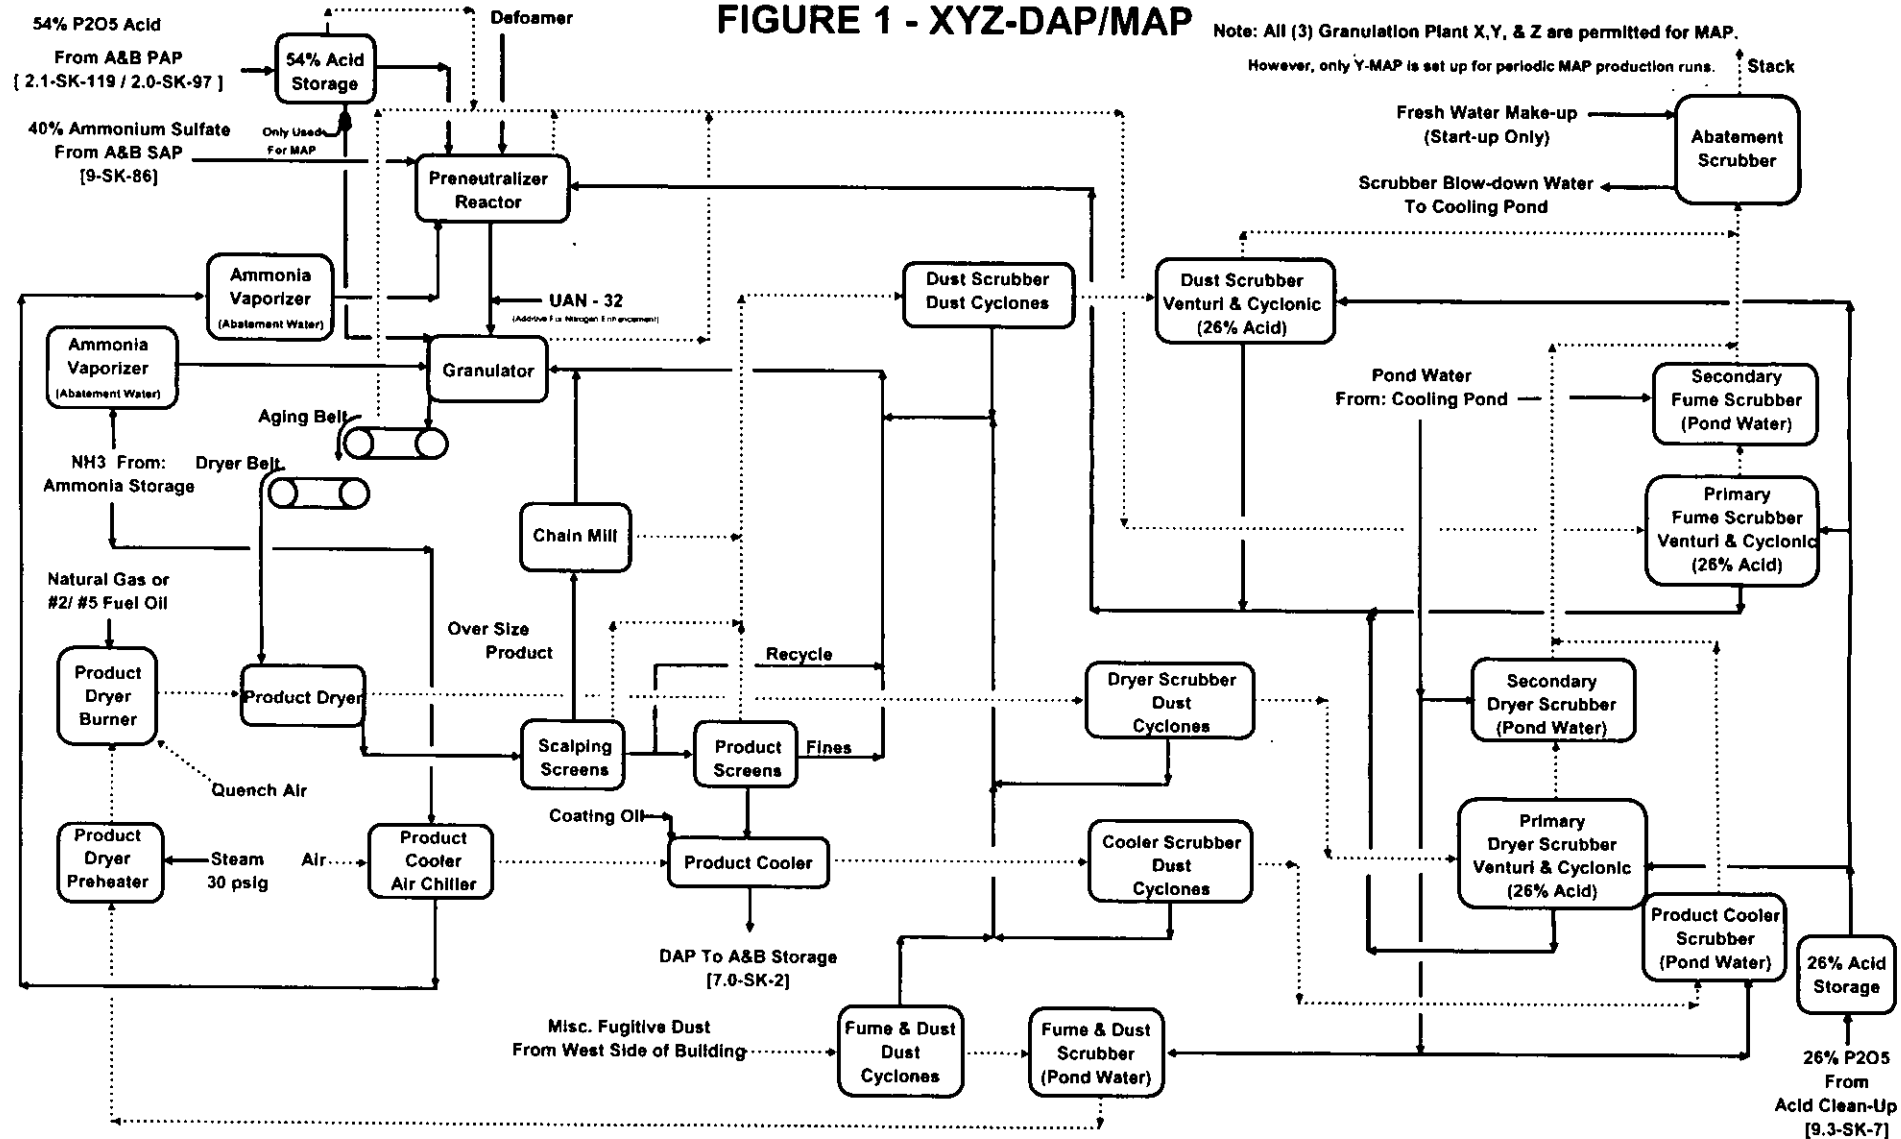 FIGURE 1 - XYZ-DAP/MAP
Note: All (3) Granulation Plant X,Y, & Z are permitted for MAP.
However, only Y-MAP is set up for periodic MAP production runs.
54% P2O5 Acid
From A&B PAP
[ 2.1-SK-119 / 2.0-SK-97 ]
54% Acid
Storage
Defoamer
40% Ammonium Sulfate
From A&B SAP
[9-SK-86]
Only Used
For MAP
Preneutralizer
Reactor
Stack
Fresh Water Make-up
(Start-up Only)
Abatement
Scrubber
Scrubber Blow-down Water
To Cooling Pond
Ammonia
Vaporizer
(Abatement Water)
UAN - 32
(Additive For Nitrogen Enhancement)
Dust Scrubber
Dust Cyclones
Dust Scrubber
Venturi & Cyclonic
(26% Acid)
Ammonia
Vaporizer
(Abatement Water)
Granulator
Pond Water
From: Cooling Pond
Secondary
Fume Scrubber
(Pond Water)
Aging Belt
NH3 From:
Ammonia Storage
Dryer Belt
Chain Mill
Primary
Fume Scrubber
Venturi & Cyclonic
(26% Acid)
Natural Gas or
#2/ #5 Fuel Oil
Over Size
Product
Recycle
Product
Dryer
Burner
Product Dryer
Scalping
Screens
Product
Screens
Fines
Dryer Scrubber
Dust
Cyclones
Secondary
Dryer Scrubber
(Pond Water)
Quench Air
Coating Oil
Product
Dryer
Preheater
Steam
30 psig
Air
Product
Cooler
Air Chiller
Product Cooler
Cooler Scrubber
Dust
Cyclones
Primary
Dryer Scrubber
Venturi & Cyclonic
(26% Acid)
Product Cooler
Scrubber
(Pond Water)
26% Acid
Storage
DAP To A&B Storage
[7.0-SK-2]
Misc. Fugitive Dust
From West Side of Building
Fume & Dust
Dust
Cyclones
Fume & Dust
Scrubber
(Pond Water)
26% P2O5
From
Acid Clean-Up
[9.3-SK-7]